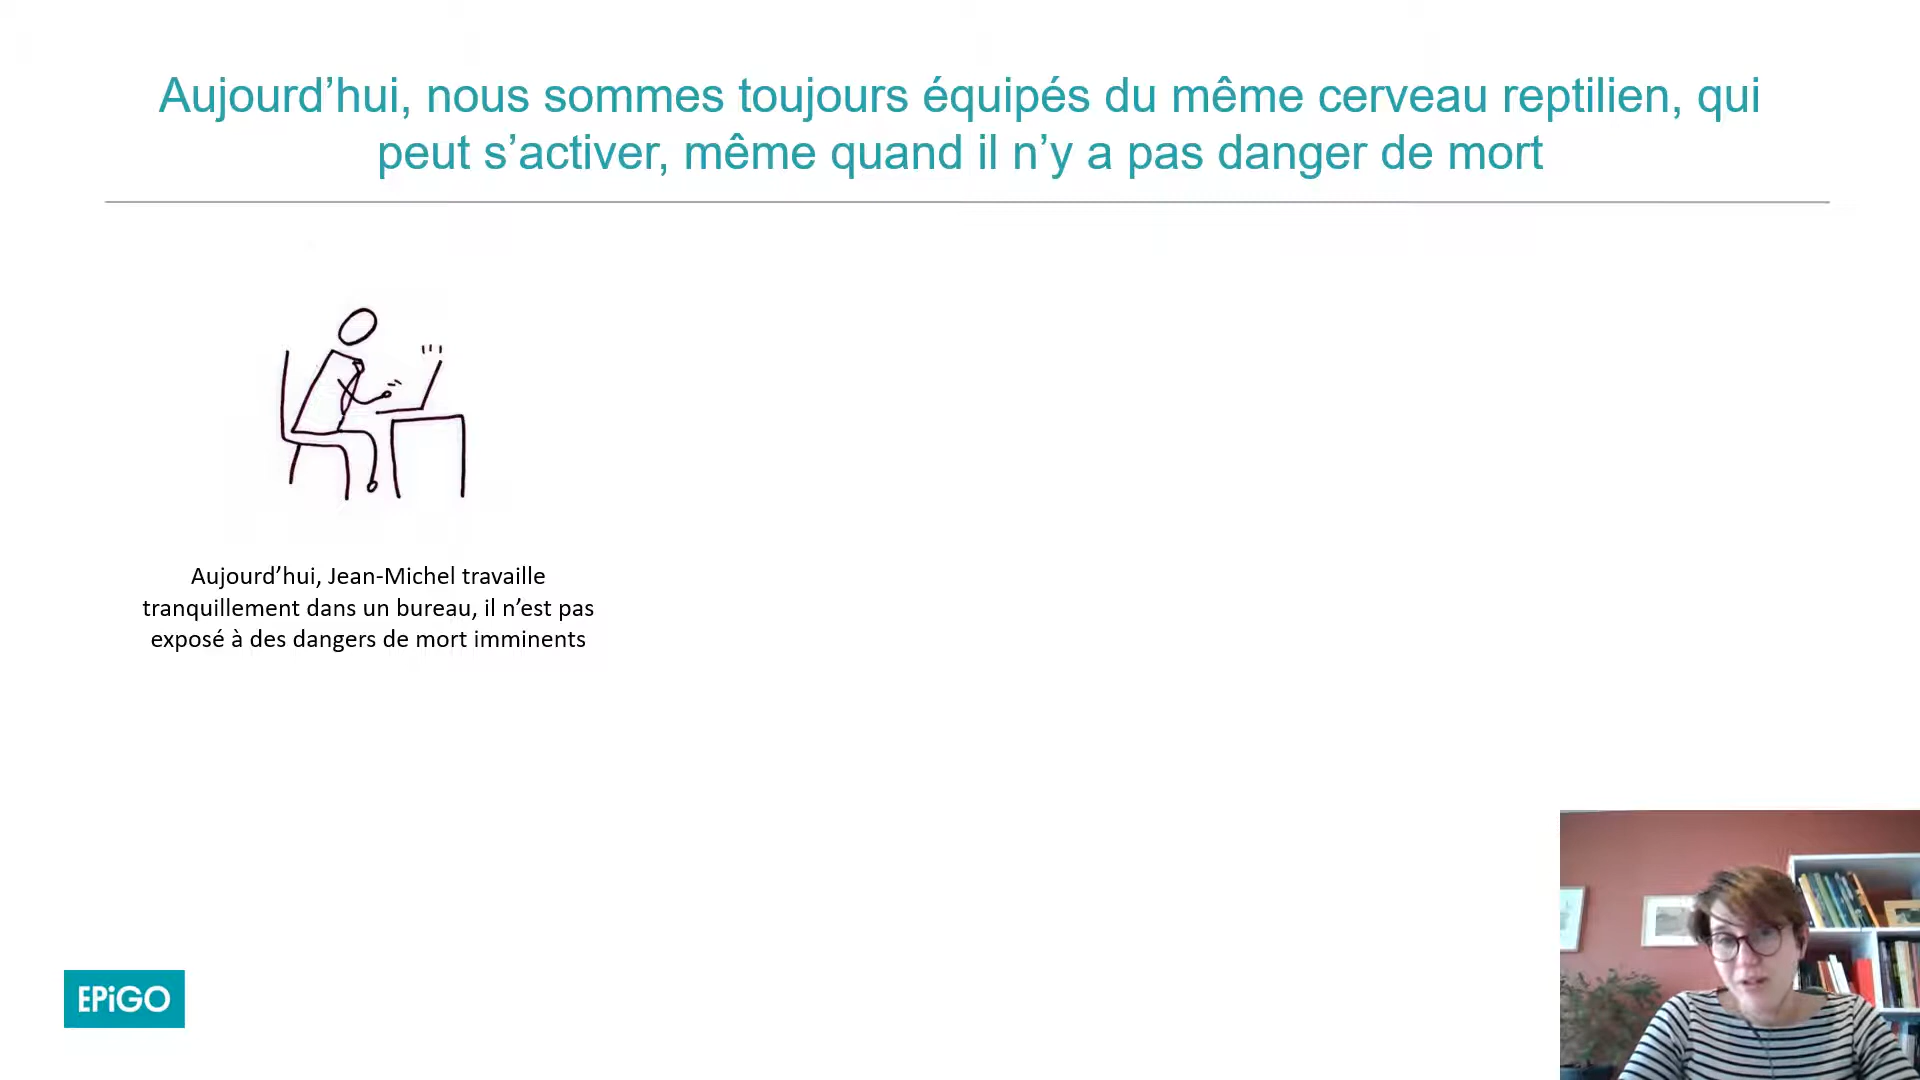 Aujourd’hui, nous sommes toujours équipés du même cerveau reptilien, qui
peut s’activer, même quand il n’y a pas danger de mort
Aujourd’hui, Jean-Michel travaille
tranquillement dans un bureau, il n’est pas
exposé à des dangers de mort imminents
EPiGO